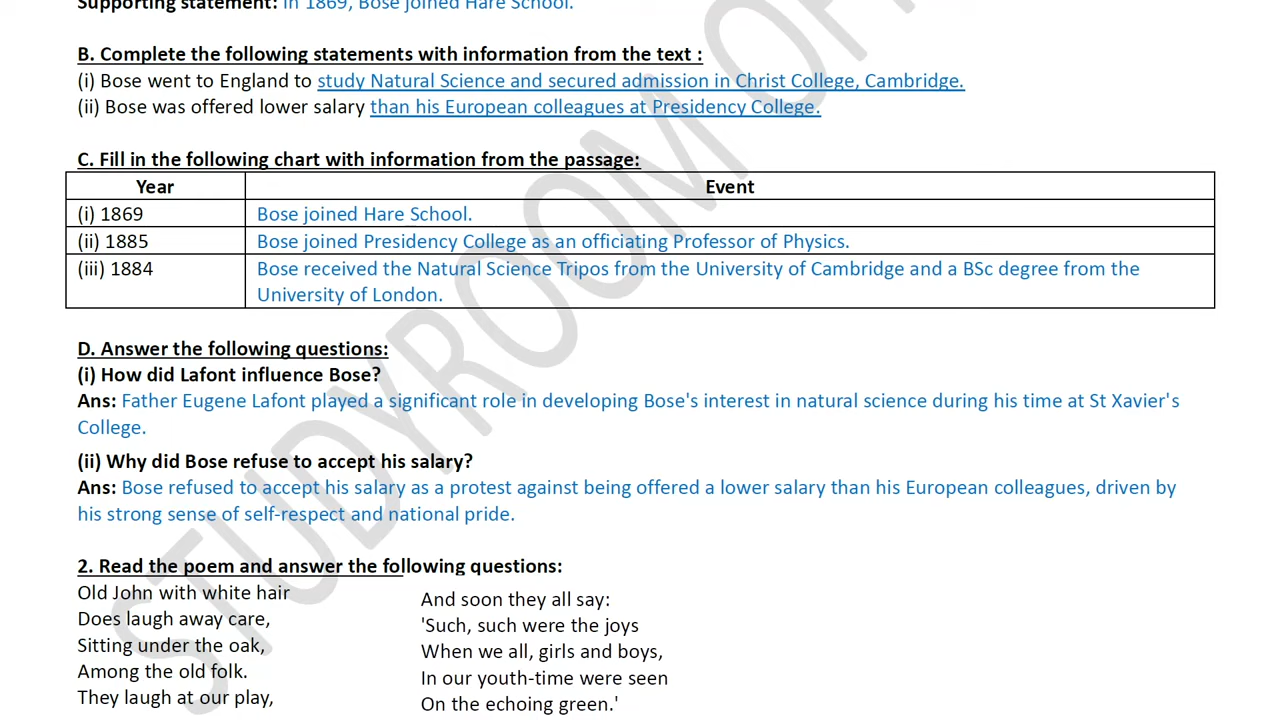 Supporting statement: In 1869, Bose joined Hare School.
B. Complete the following statements with information from the text :
(i) Bose went to England to study Natural Science and secured admission in Christ College, Cambridge.
(ii) Bose was offered lower salary than his European colleagues at Presidency College.
C. Fill in the following chart with information from the passage:
Year Event
(i) 1869 Bose joined Hare School.
(ii) 1885 Bose joined Presidency College as an officiating Professor of Physics.
(iii) 1884 Bose received the Natural Science Tripos from the University of Cambridge and a BSc degree from the
University of London.
D. Answer the following questions:
(i) How did Lafont influence Bose?
Ans: Father Eugene Lafont played a significant role in developing Bose's interest in natural science during his time at St Xavier's
College.
(ii) Why did Bose refuse to accept his salary?
Ans: Bose refused to accept his salary as a protest against being offered a lower salary than his European colleagues, driven by
his strong sense of self-respect and national pride.
2. Read the poem and answer the following questions:
Old John with white hair
Does laugh away care,
Sitting under the oak,
Among the old folk.
They laugh at our play,
And soon they all say:
'Such, such were the joys
When we all, girls and boys,
In our youth-time were seen
On the echoing green.'
STUDYROOM OF